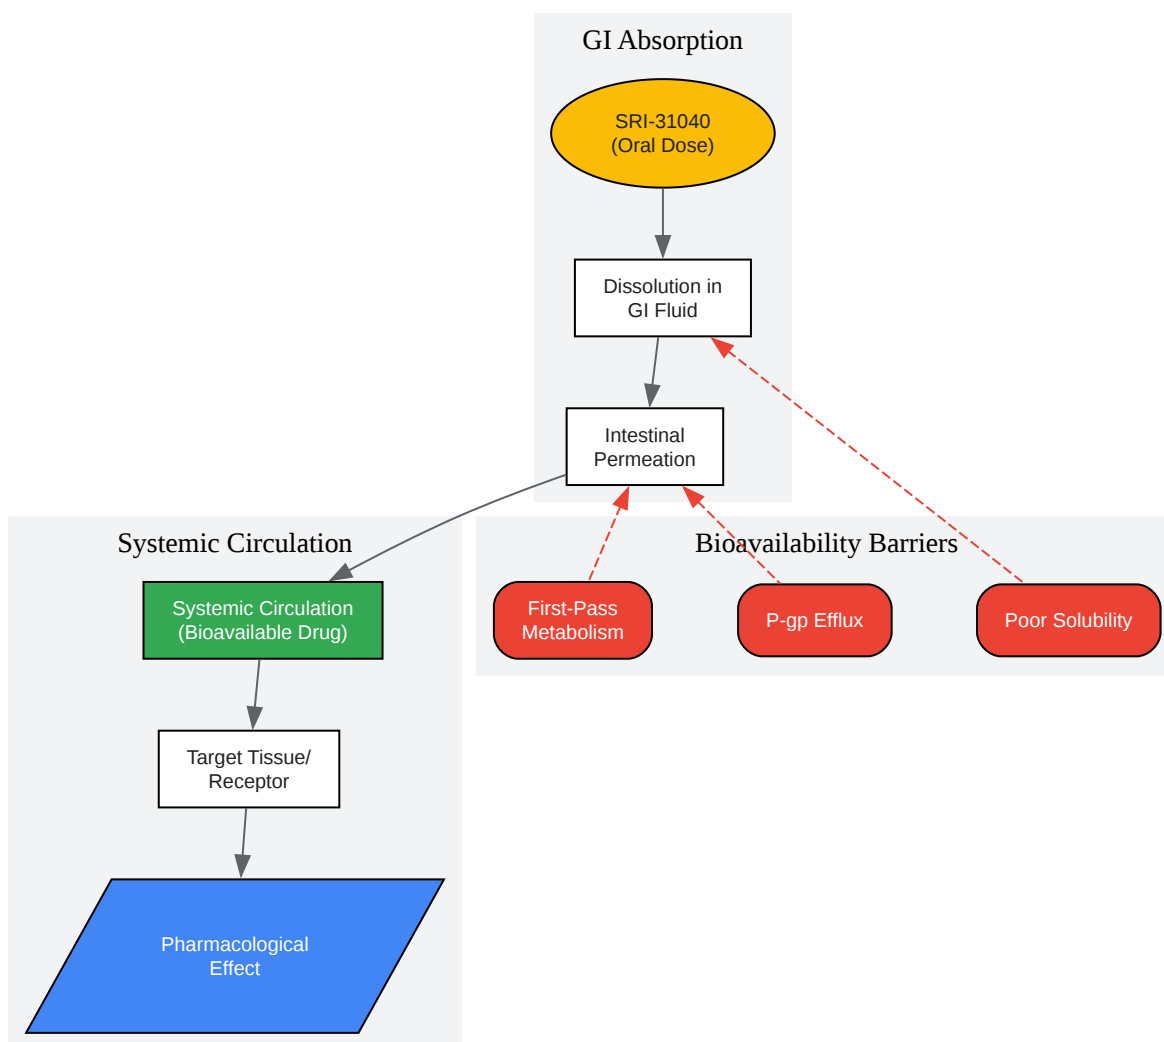 GI Absorption
SRI-31040
(Oral Dose)
Dissolution in
GI Fluid
Intestinal
Permeation
Systemic Circulation
Systemic Circulation
(Bioavailable Drug)
Target Tissue/
Receptor
Pharmacological
Effect
Bioavailability Barriers
First-Pass
Metabolism
P-gp Efflux
Poor Solubility